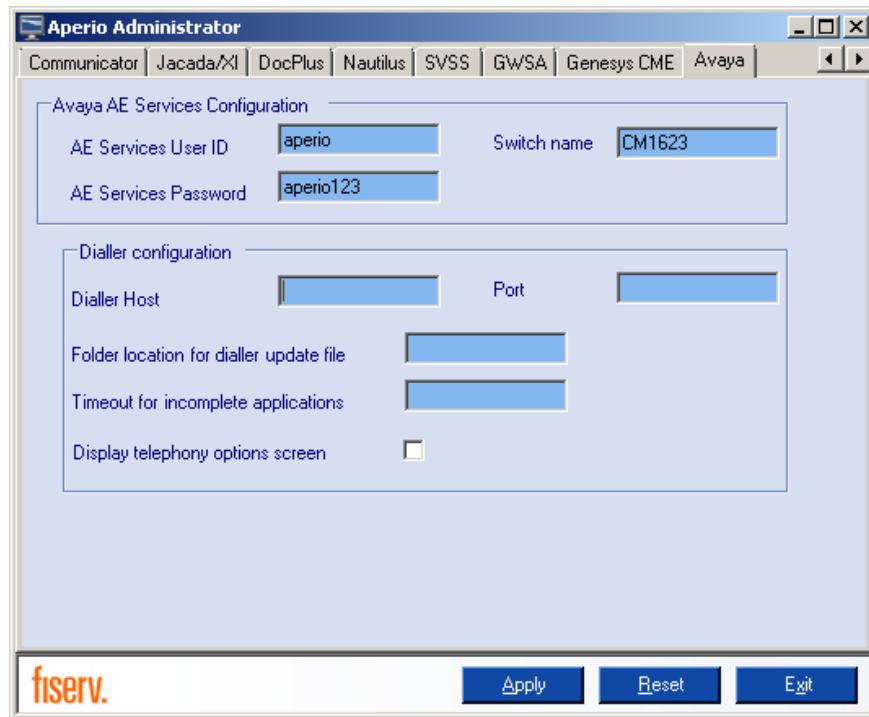 Aperio Administrator
Communicator Jacada/XI DocPlus Nautilus SVSS GWSA Genesys CME Avaya
Avaya AE Services Configuration
AE Services User ID aperio Switch name CM1623
AE Services Password aperio123
Dialler configuration
Dialler Host Port
Folder location for dialler update file
Timeout for incomplete applications
Display telephony options screen
fiserv. Apply Reset Exit